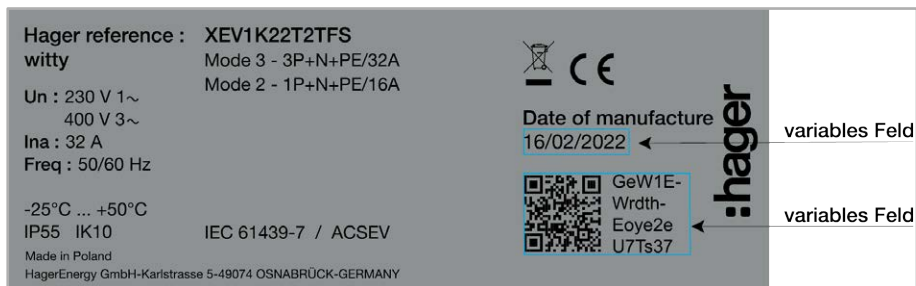 Hager reference : XEV1K22T2TFS
witty Mode 3 - 3P+N+PE/32A
Mode 2 - 1P+N+PE/16A
Un : 230 V 1~
400 V 3~
Ina : 32 A
Freq : 50/60 Hz
-25°C ... +50°C
IP55 IK10 IEC 61439-7 / ACSEV
Made in Poland
HagerEnergy GmbH-Karlstrasse 5-49074 OSNABRÜCK-GERMANY
CE
Date of manufacture
16/02/2022
GeW1E-
Wrdth-
Eoye2e
U7Ts37
:hager
variables Feld
variables Feld